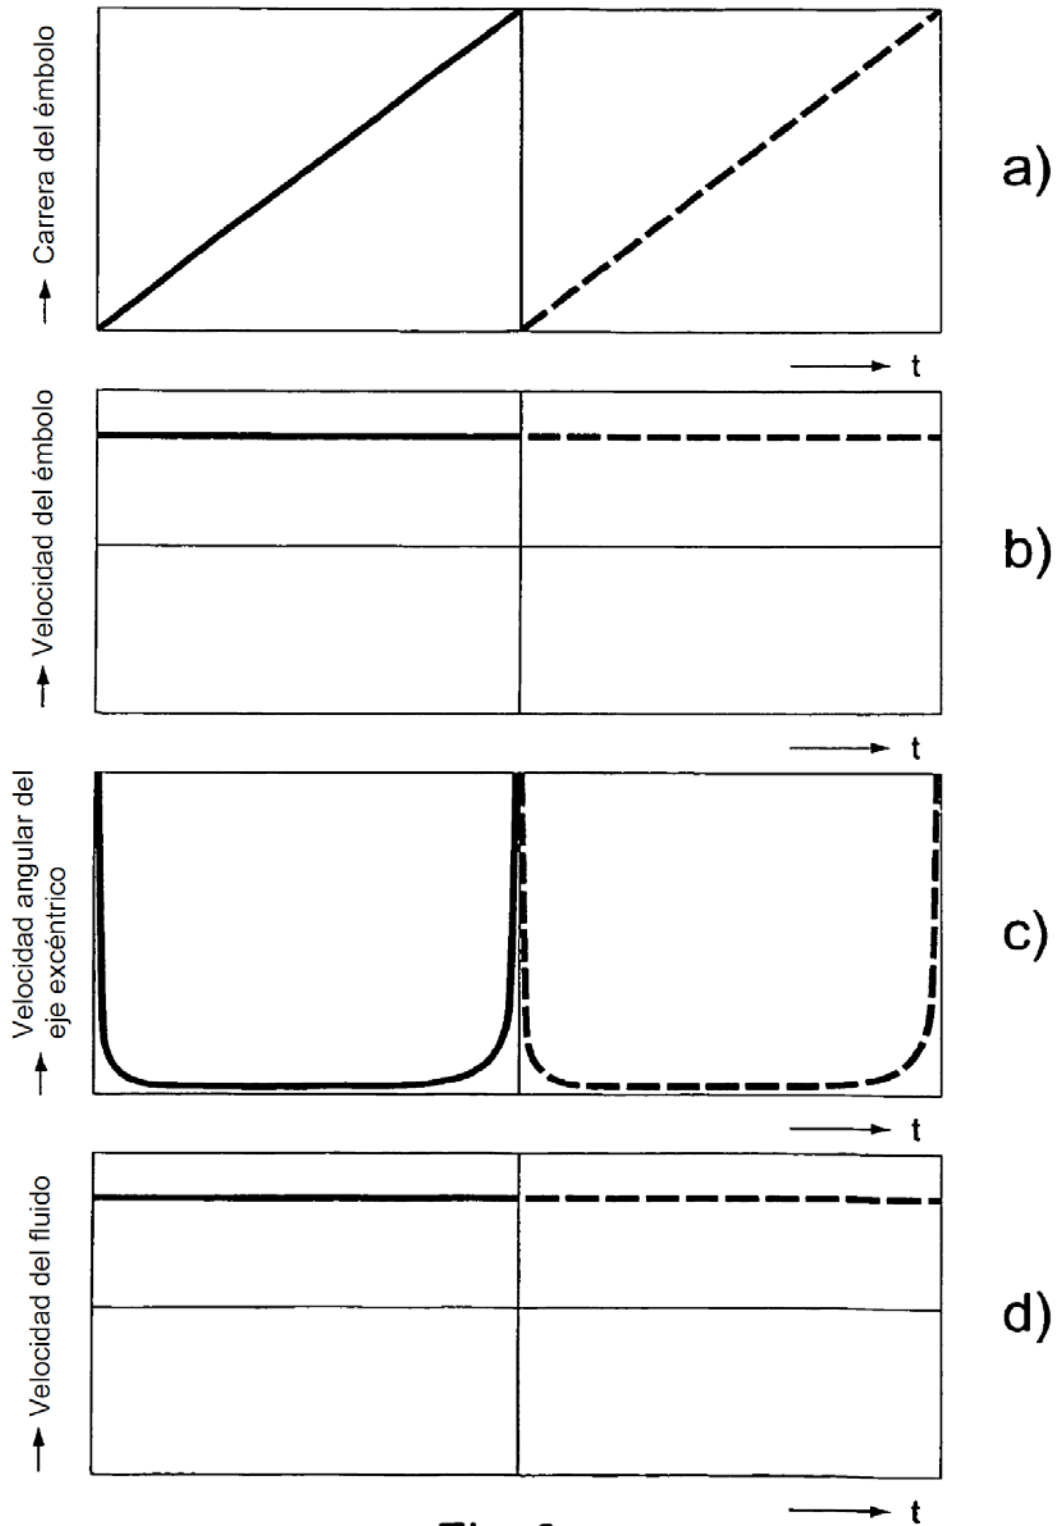 → Carrera del émbolo
a)
→ t
→ Velocidad del émbolo
b)
→ t
→ Velocidad angular del
eje excéntrico
c)
→ t
→ Velocidad del fluido
d)
→ t